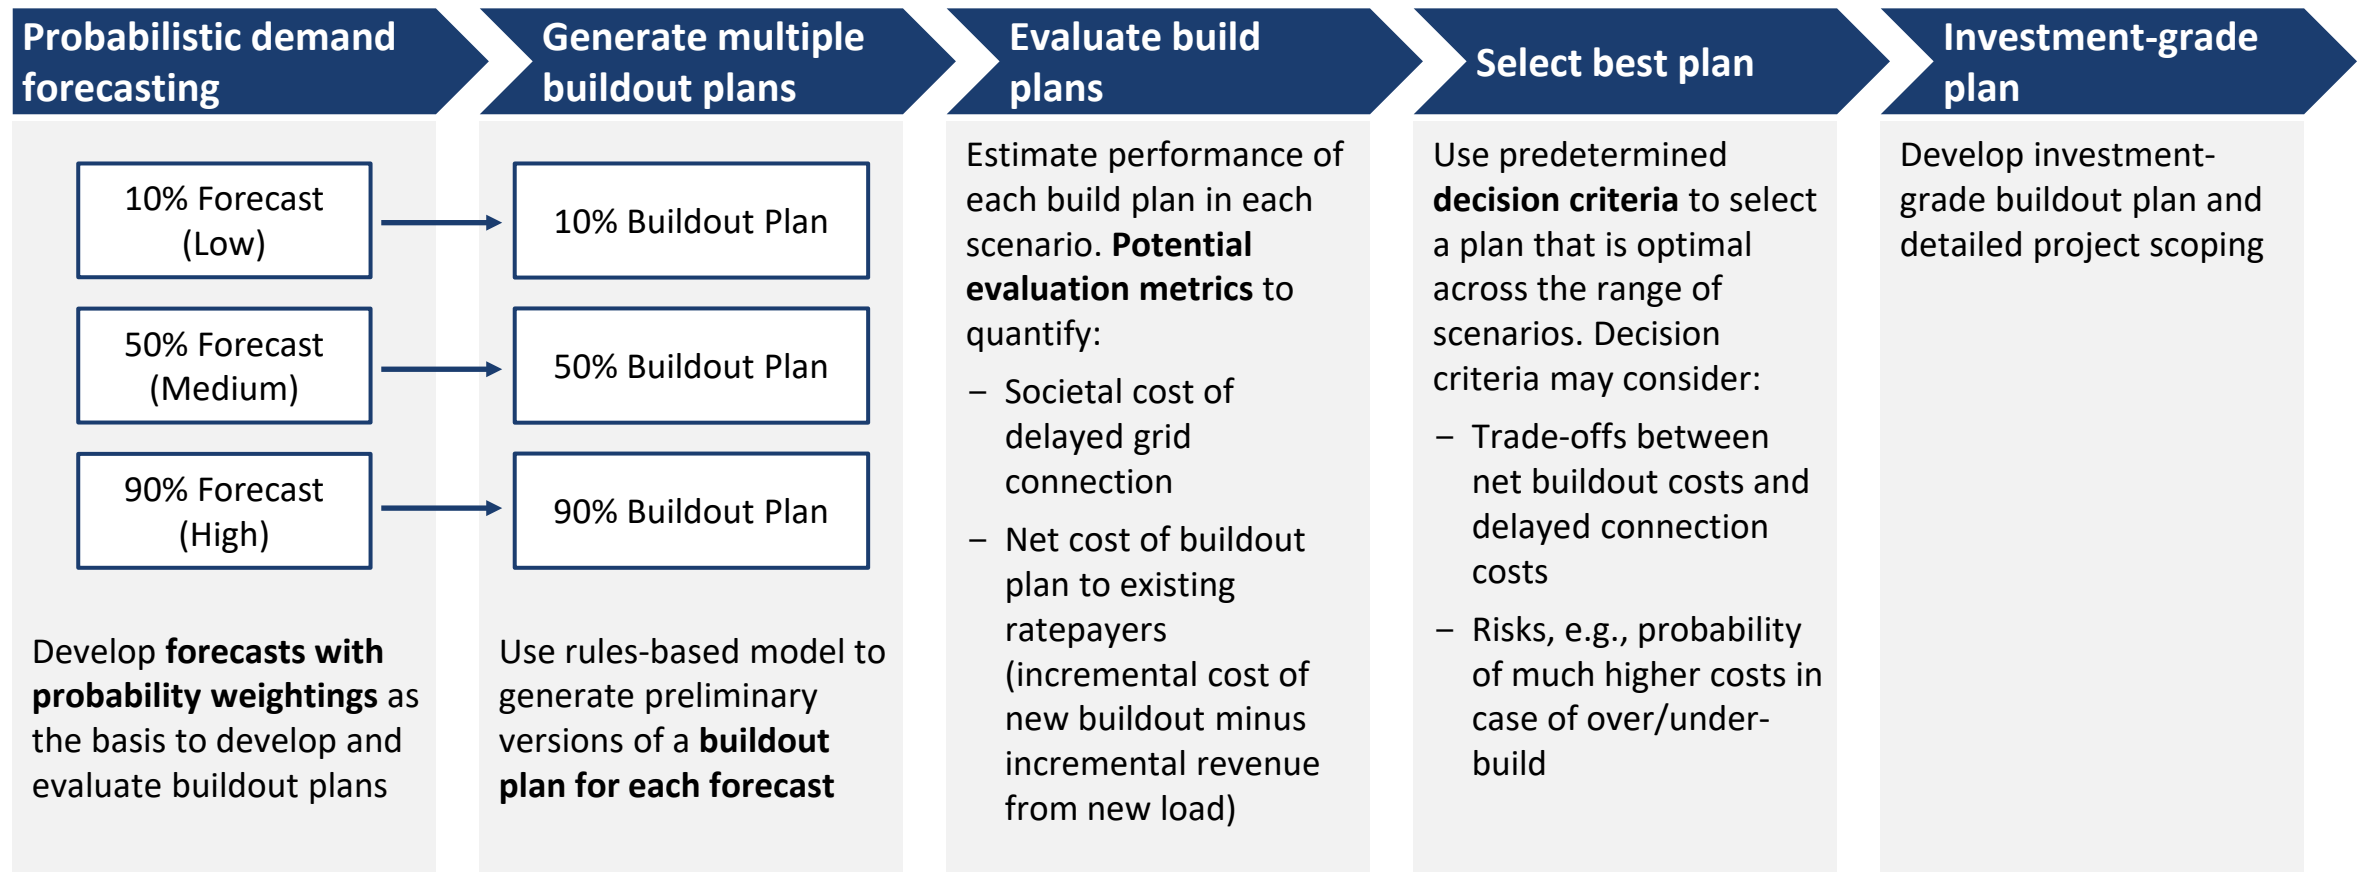 Probabilistic demand
forecasting
Generate multiple
buildout plans
Evaluate build
plans
Select best plan
Investment-grade
plan
10% Forecast
(Low)
50% Forecast
(Medium)
90% Forecast
(High)
Develop forecasts with
probability weightings as
the basis to develop and
evaluate buildout plans
10% Buildout Plan
50% Buildout Plan
90% Buildout Plan
Use rules-based model to
generate preliminary
versions of a buildout
plan for each forecast
Estimate performance of
each build plan in each
scenario. Potential
evaluation metrics to
quantify:
– Societal cost of
delayed grid
connection
– Net cost of buildout
plan to existing
ratepayers
(incremental cost of
new buildout minus
incremental revenue
from new load)
Use predetermined
decision criteria to select
a plan that is optimal
across the range of
scenarios. Decision
criteria may consider:
– Trade-offs between
net buildout costs and
delayed connection
costs
– Risks, e.g., probability
of much higher costs in
case of over/under-
build
Develop investment-
grade buildout plan and
detailed project scoping